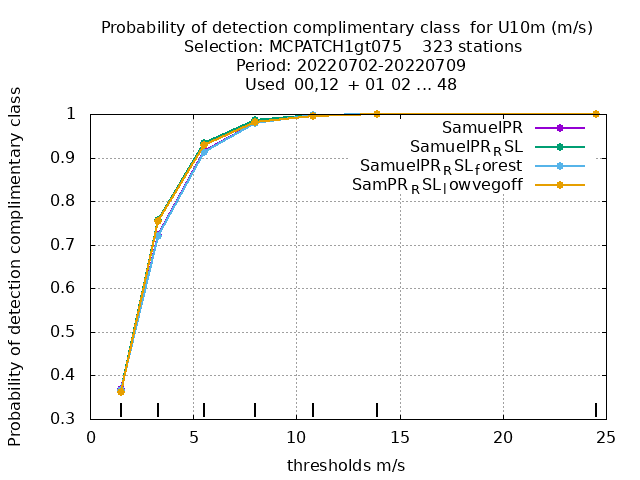 Probability of detection complimentary class for U10m (m/s)
Selection: MCPATCH1gt075 323 stations
Period: 20220702-20220709
Used 00,12 + 01 02 ... 48
Probability of detection complimentary class
1
0.9
0.8
0.7
0.6
0.5
0.4
0.3
SamuelPR
SamuelPR_RSL
SamuelPR_RSL_forest
SamPR_RSL_lowvegoff
0 5 10 15 20 25
thresholds m/s